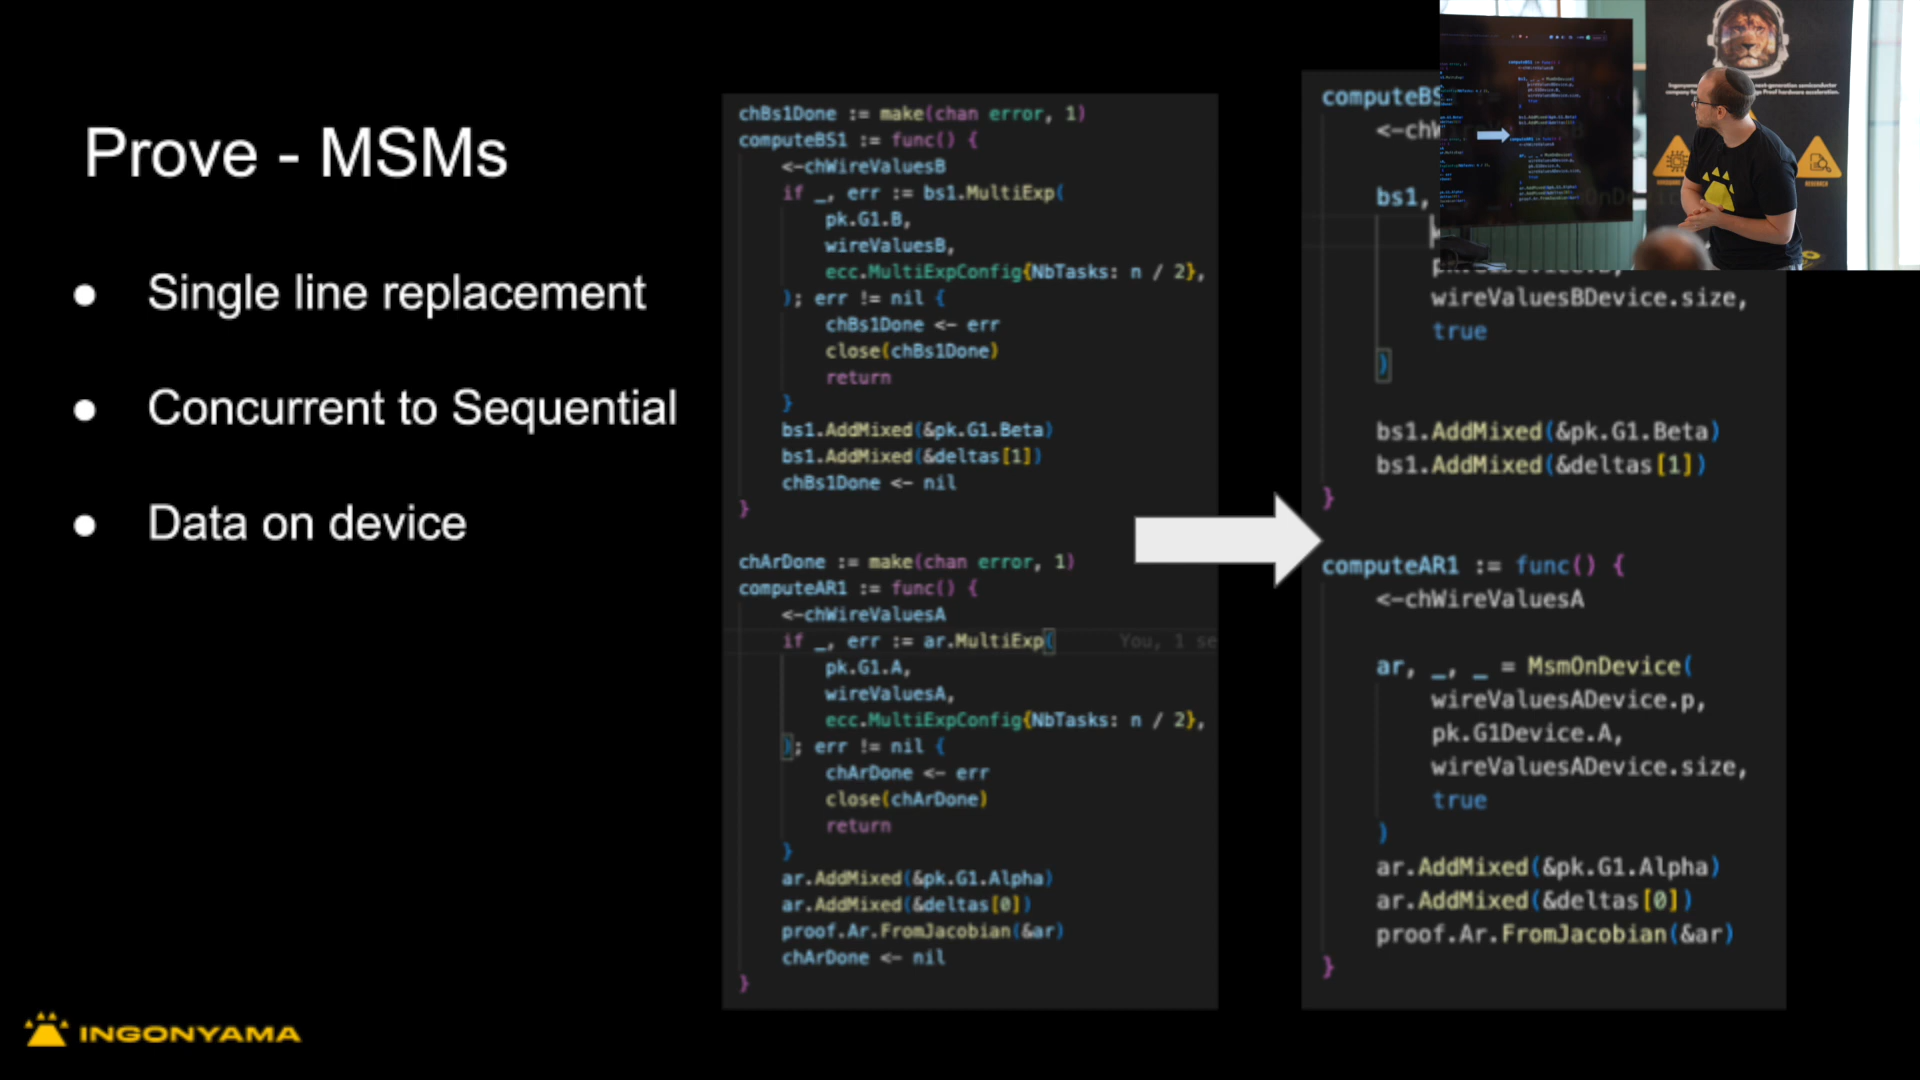 Prove - MSMs
● Single line replacement
● Concurrent to Sequential
● Data on device
chBs1Done := make(chan error, 1)
computeBS1 := func() {
<-chWireValuesB
if _, err := bs1.MultiExp(
pk.G1.B,
wireValuesB,
ecc.MultiExpConfig{NbTasks: n / 2},
); err != nil {
chBs1Done <- err
close(chBs1Done)
return
}
bs1.AddMixed(&pk.G1.Beta)
bs1.AddMixed(&deltas[1])
chBs1Done <- nil
}
chArDone := make(chan error, 1)
computeAR1 := func() {
<-chWireValuesA
if _, err := ar.MultiExp( You, 1 se
pk.G1.A,
wireValuesA,
ecc.MultiExpConfig{NbTasks: n / 2},
); err != nil {
chArDone <- err
close(chArDone)
return
}
ar.AddMixed(&pk.G1.Alpha)
ar.AddMixed(&deltas[0])
proof.Ar.FromJacobian(&ar)
chArDone <- nil
}
computeBS
<-chW
bs1,
wireValuesBDevice.size,
true
)
bs1.AddMixed(&pk.G1.Beta)
bs1.AddMixed(&deltas[1])
}
computeAR1 := func() {
<-chWireValuesA
ar, _, _ = MsmOnDevice(
wireValuesADevice.p,
pk.G1Device.A,
wireValuesADevice.size,
true
)
ar.AddMixed(&pk.G1.Alpha)
ar.AddMixed(&deltas[0])
proof.Ar.FromJacobian(&ar)
}
INGONYAMA